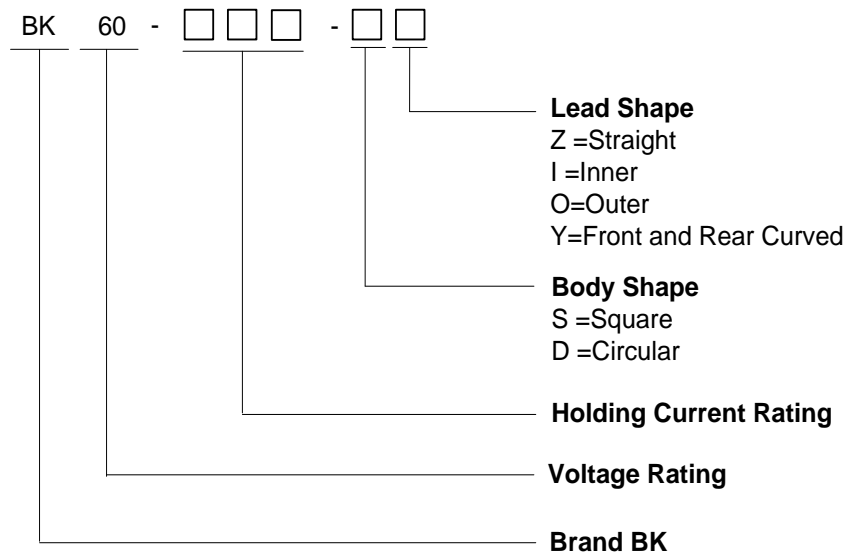 BK 60 - □□□ - □□
Lead Shape
Z =Straight
I =Inner
O=Outer
Y=Front and Rear Curved
Body Shape
S =Square
D =Circular
Holding Current Rating
Voltage Rating
Brand BK